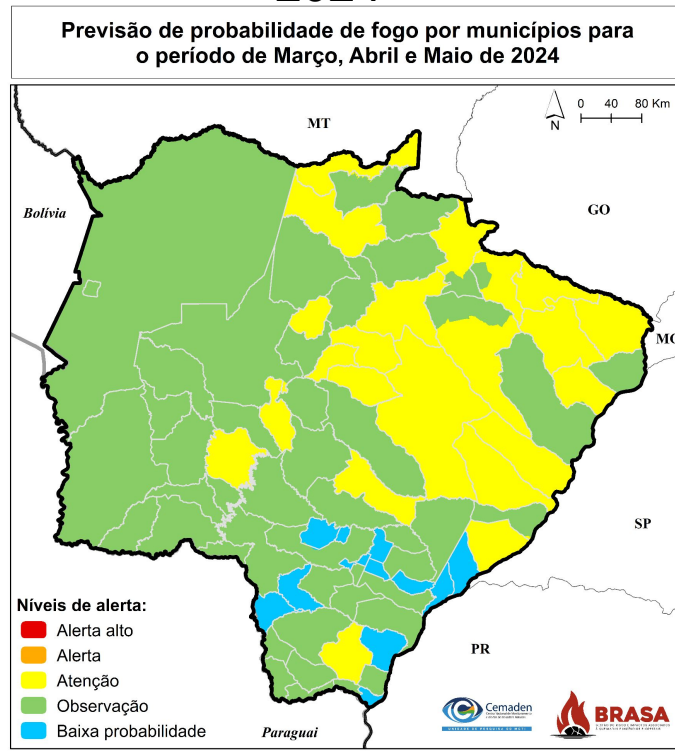 Previsão de probabilidade de fogo por municípios para
o período de Março, Abril e Maio de 2024
MT
0 40 80 Km
N
Bolívia
GO
MG
SP
PR
Paraguai
Níveis de alerta:
Alerta alto
Alerta
Atenção
Observação
Baixa probabilidade
Cemaden
BRASA